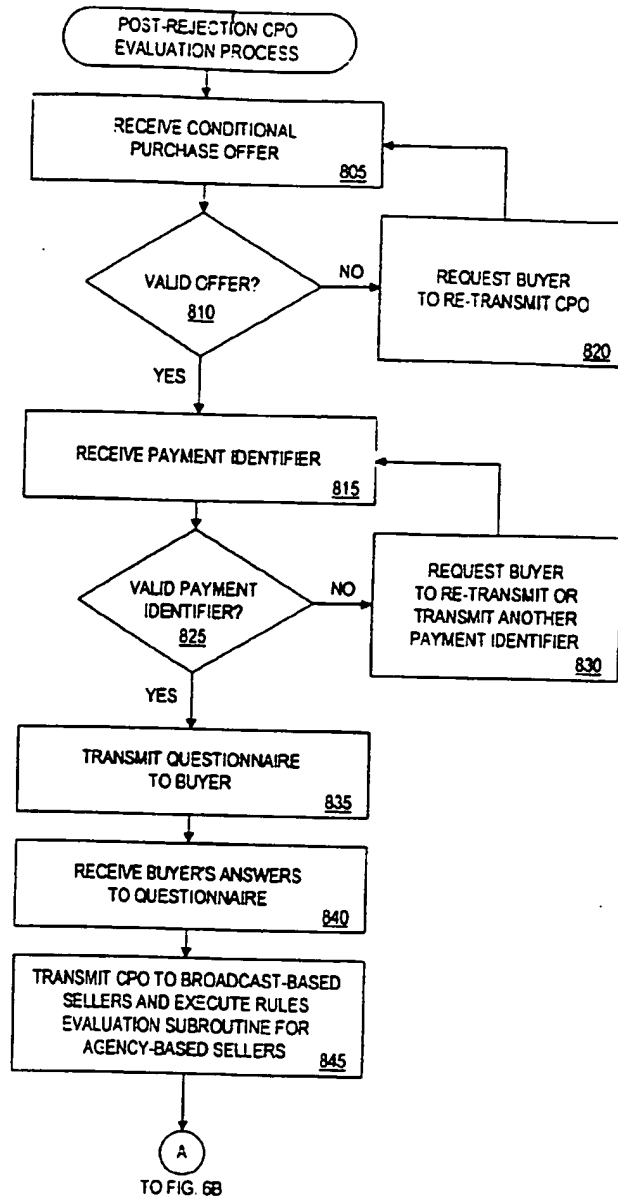 POST-REJECTION CPO
EVALUATION PROCESS
RECEIVE CONDITIONAL
PURCHASE OFFER
805
VALID OFFER?
810
NO
REQUEST BUYER
TO RE-TRANSMIT CPO
820
YES
RECEIVE PAYMENT IDENTIFIER
815
VALID PAYMENT
IDENTIFIER?
825
NO
REQUEST BUYER
TO RE-TRANSMIT OR
TRANSMIT ANOTHER
PAYMENT IDENTIFIER
830
YES
TRANSMIT QUESTIONNAIRE
TO BUYER
835
RECEIVE BUYER'S ANSWERS
TO QUESTIONNAIRE
840
TRANSMIT CPO TO BROADCAST-BASED
SELLERS AND EXECUTE RULES
EVALUATION SUBROUTINE FOR
AGENCY-BASED SELLERS
845
A
TO FIG. 6B